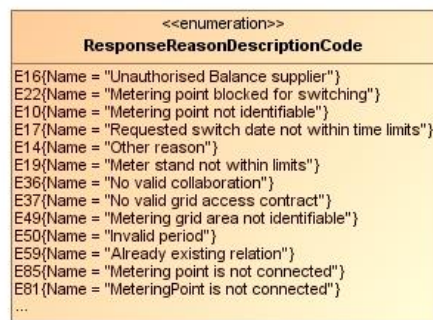 <<enumeration>>
ResponseReasonDescriptionCode
E16{Name = "Unauthorised Balance supplier"}
E22{Name = "Metering point blocked for switching"}
E10{Name = "Metering point not identifiable"}
E17{Name = "Requested switch date not within time limits"}
E14{Name = "Other reason"}
E19{Name = "Meter stand not within limits"}
E36{Name = "No valid collaboration"}
E37{Name = "No valid grid access contract"}
E49{Name = "Metering grid area not identifiable"}
E50{Name = "Invalid period"}
E59{Name = "Already existing relation"}
E85{Name = "Metering point is not connected"}
E81{Name = "MeteringPoint is not connected"}
...